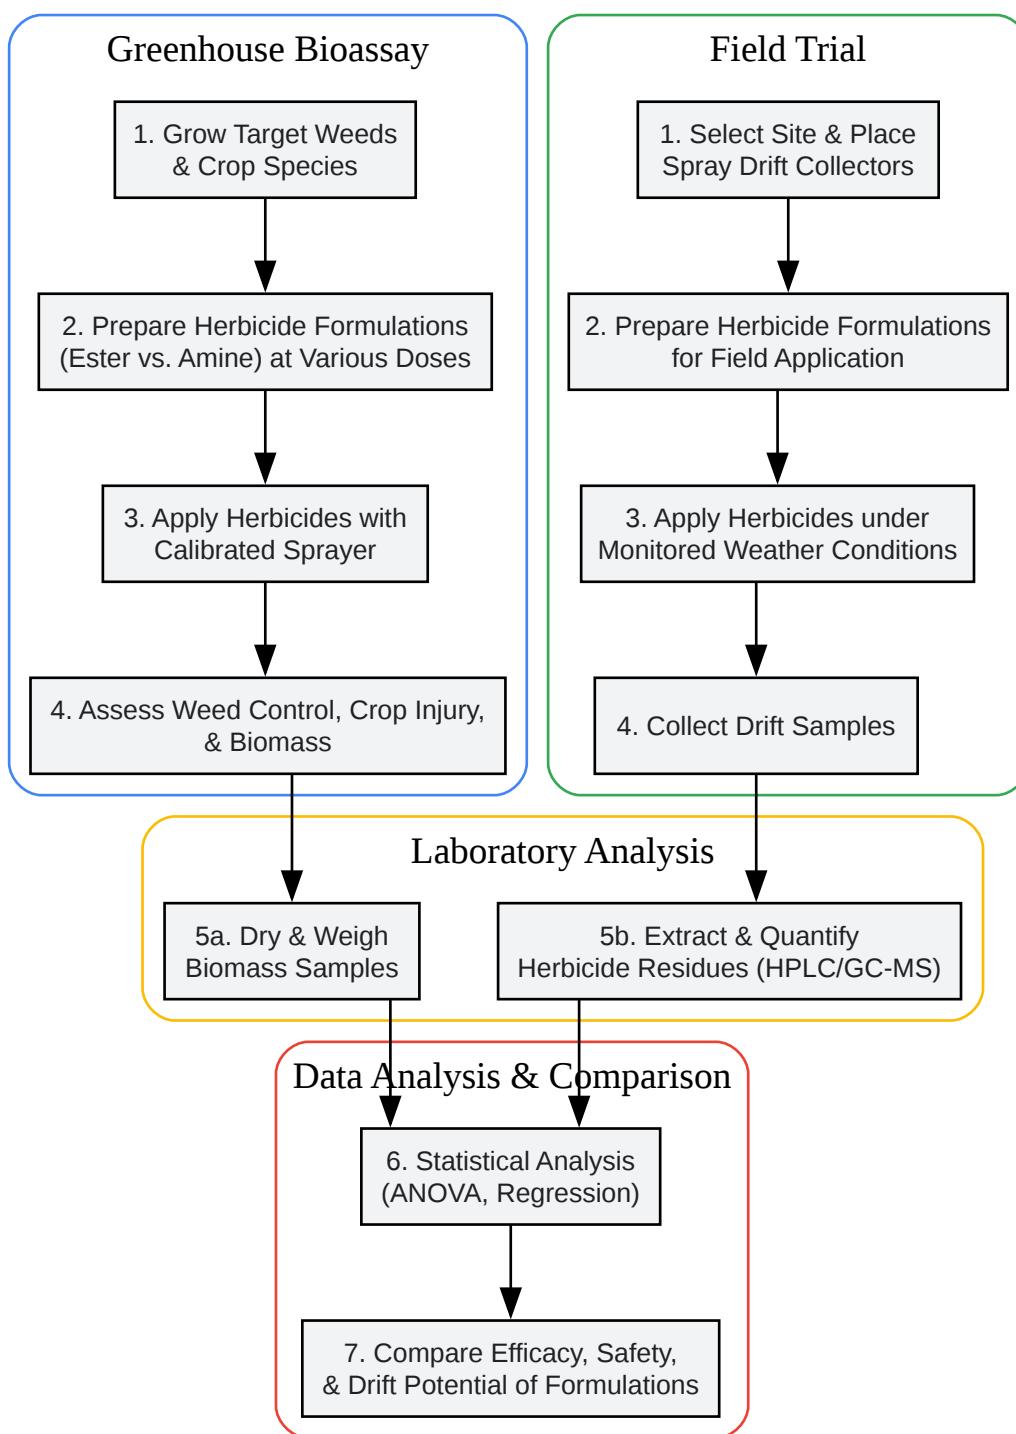 Greenhouse Bioassay
1. Grow Target Weeds
& Crop Species
2. Prepare Herbicide Formulations
(Ester vs. Amine) at Various Doses
3. Apply Herbicides with
Calibrated Sprayer
4. Assess Weed Control, Crop Injury,
& Biomass
Field Trial
1. Select Site & Place
Spray Drift Collectors
2. Prepare Herbicide Formulations
for Field Application
3. Apply Herbicides under
Monitored Weather Conditions
4. Collect Drift Samples
Laboratory Analysis
5a. Dry & Weigh
Biomass Samples
5b. Extract & Quantify
Herbicide Residues (HPLC/GC-MS)
Data Analysis & Comparison
6. Statistical Analysis
(ANOVA, Regression)
7. Compare Efficacy, Safety,
& Drift Potential of Formulations